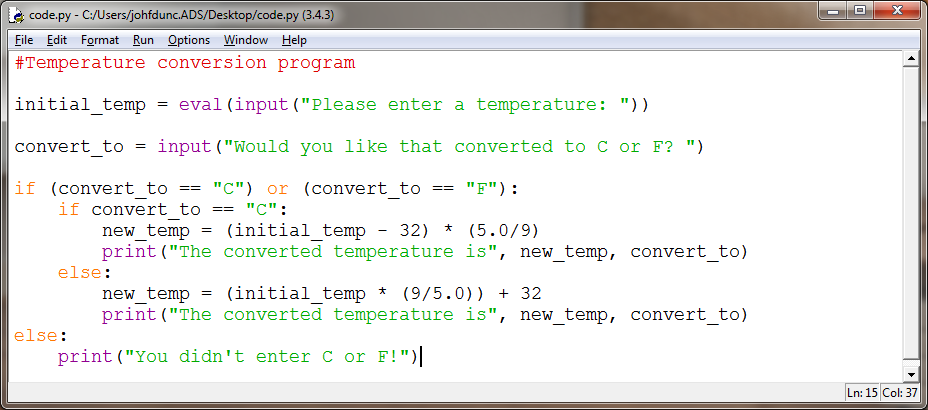 code.py - C:/Users/johfdunc.ADS/Desktop/code.py (3.4.3)
File Edit Format Run Options Window Help
#Temperature conversion program

initial_temp = eval(input("Please enter a temperature: "))

convert_to = input("Would you like that converted to C or F? ")

if (convert_to == "C") or (convert_to == "F"):
    if convert_to == "C":
        new_temp = (initial_temp - 32) * (5.0/9)
        print("The converted temperature is", new_temp, convert_to)
    else:
        new_temp = (initial_temp * (9/5.0)) + 32
        print("The converted temperature is", new_temp, convert_to)
else:
    print("You didn't enter C or F!")
Ln: 15 Col: 37